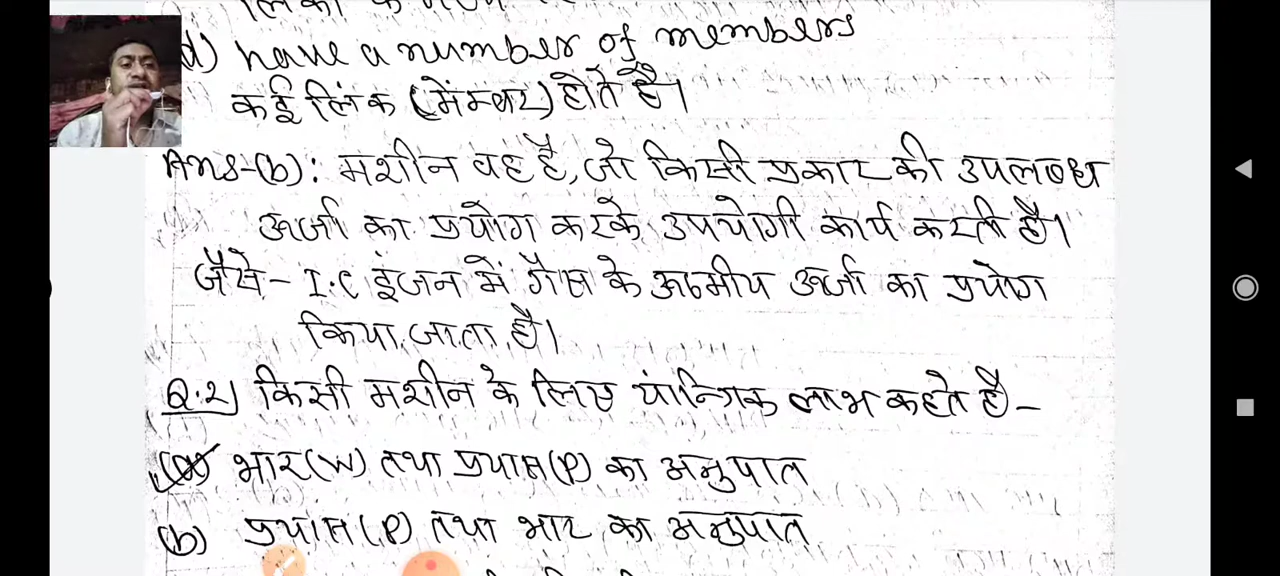 d) have a number of members
कई लिंक (मेम्बर) होते है।
Ans-(b): मशीन वह है, जो किसी प्रकार की उपलब्ध
ऊर्जा का प्रयोग करके उपयोगी कार्य करती है।
जैसे - I.C इंजन में गैस के ऊष्मीय ऊर्जा का प्रयोग
किया जाता है।
Q.2) किसी मशीन के लिए यान्त्रिक लाभ कहते है -
(a) भार(W) तथा प्रयास(P) का अनुपात
(b) प्रयास(P) तथा भार का अनुपात